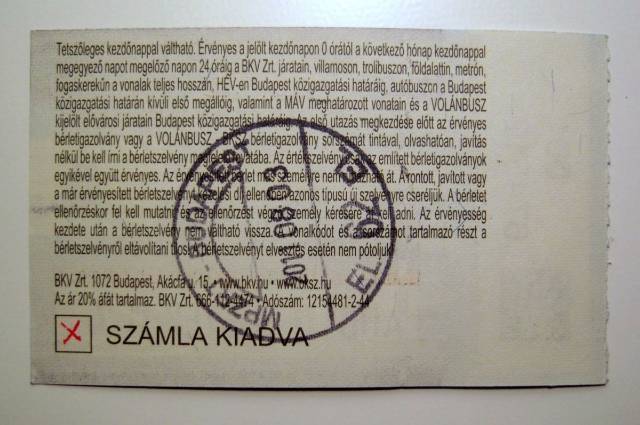 Tetszőleges kezdőnappal váltható. Érvényes a jelölt kezdőnapon 0 órától a következő hónap kezdőnappal
megegyező napot megelőző napon 24 óráig a BKV Zrt. járatain, villamoson, trolibuszon, földalattin, metrón,
fogaskerekűn a vonalak teljes hosszán, HÉV-en Budapest közigazgatási határáig, autóbuszon a Budapest
közigazgatási határán kívüli első megállóig, valamint a MÁV meghatározott vonatain és a VOLÁNBUSZ
kijelölt elővárosi járatain Budapest közigazgatási határáig. Az első utazás megkezdése előtt az érvényes
bérletigazolvány vagy a VOLÁNBUSZ - BKSZ bérletigazolvány sorszámát tintával, olvashatóan, javítás
nélkül be kell írni a bérletszelvény megfelelő rovatába. Az értékszelvény csak az említett bérletigazolványok
egyikével együtt érvényes. Az érvényesített bérlet más személyre nem ruházható át. A rontott, javított vagy
a már érvényesített bérletszelvényt díj ellenében azonos típusú új szelvényre cseréljük. A bérletet
ellenőrzéskor fel kell mutatni, ellenőrzést végző személy kérésére át kell adni. Az érvényesség
kezdete után a bérletszelvény nem váltható vissza. A vonalkódot és a sorszámot tartalmazó részt a
bérletszelvényről eltávolítani tilos. A bérletszelvényt elvesztés esetén nem pótoljuk.
BKV Zrt. 1072 Budapest, Akácfa u. 15. • www.bkv.hu • www.bksz.hu
Az ár 20% áfát tartalmaz. BKV Zrt. 666-412-4474 • Adószám: 12154481-2-44
X SZÁMLA KIADVA
BUDAPEST